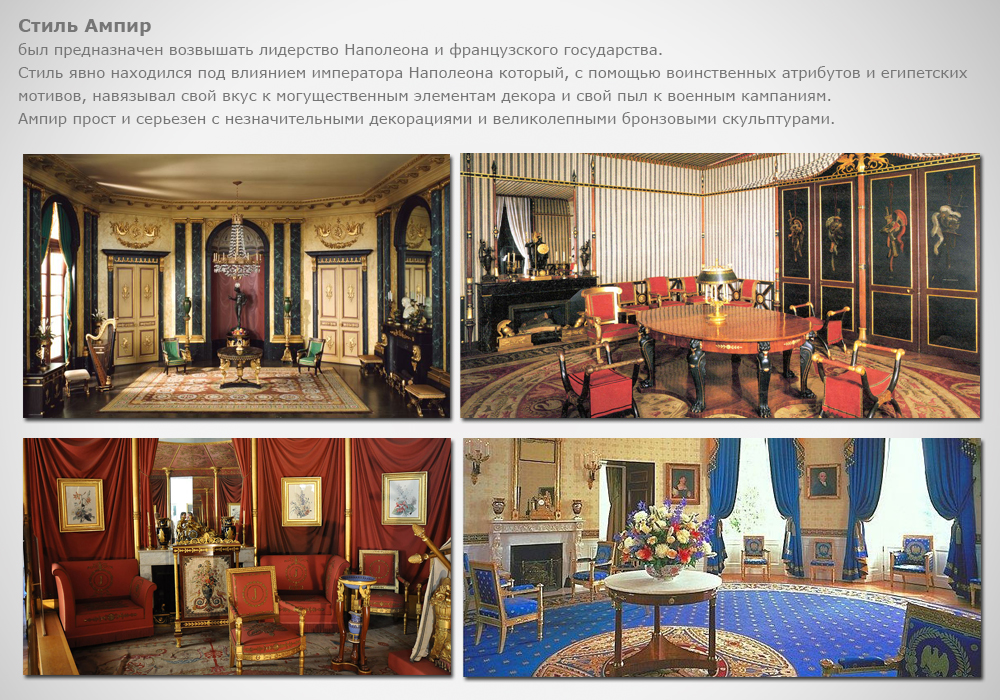 Стиль Ампир
был предназначен возвышать лидерство Наполеона и французского государства.
Стиль явно находился под влиянием императора Наполеона который, с помощью воинственных атрибутов и египетских
мотивов, навязывал свой вкус к могущественным элементам декора и свой пыл к военным кампаниям.
Ампир прост и серьезен с незначительными декорациями и великолепными бронзовыми скульптурами.